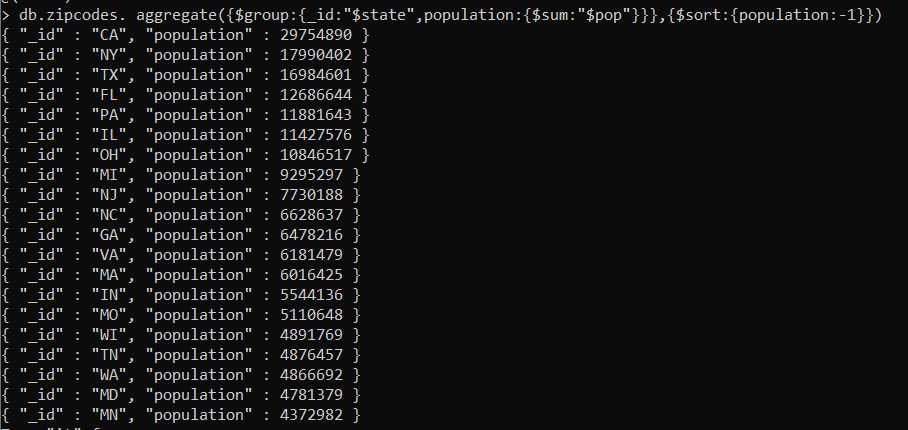 > db.zipcodes. aggregate({$group:{_id:"$state",population:{$sum:"$pop"}}},{$sort:{population:-1}})
{ "_id" : "CA", "population" : 29754890 }
{ "_id" : "NY", "population" : 17990402 }
{ "_id" : "TX", "population" : 16984601 }
{ "_id" : "FL", "population" : 12686644 }
{ "_id" : "PA", "population" : 11881643 }
{ "_id" : "IL", "population" : 11427576 }
{ "_id" : "OH", "population" : 10846517 }
{ "_id" : "MI", "population" : 9295297 }
{ "_id" : "NJ", "population" : 7730188 }
{ "_id" : "NC", "population" : 6628637 }
{ "_id" : "GA", "population" : 6478216 }
{ "_id" : "VA", "population" : 6181479 }
{ "_id" : "MA", "population" : 6016425 }
{ "_id" : "IN", "population" : 5544136 }
{ "_id" : "MO", "population" : 5110648 }
{ "_id" : "WI", "population" : 4891769 }
{ "_id" : "TN", "population" : 4876457 }
{ "_id" : "WA", "population" : 4866692 }
{ "_id" : "MD", "population" : 4781379 }
{ "_id" : "MN", "population" : 4372982 }